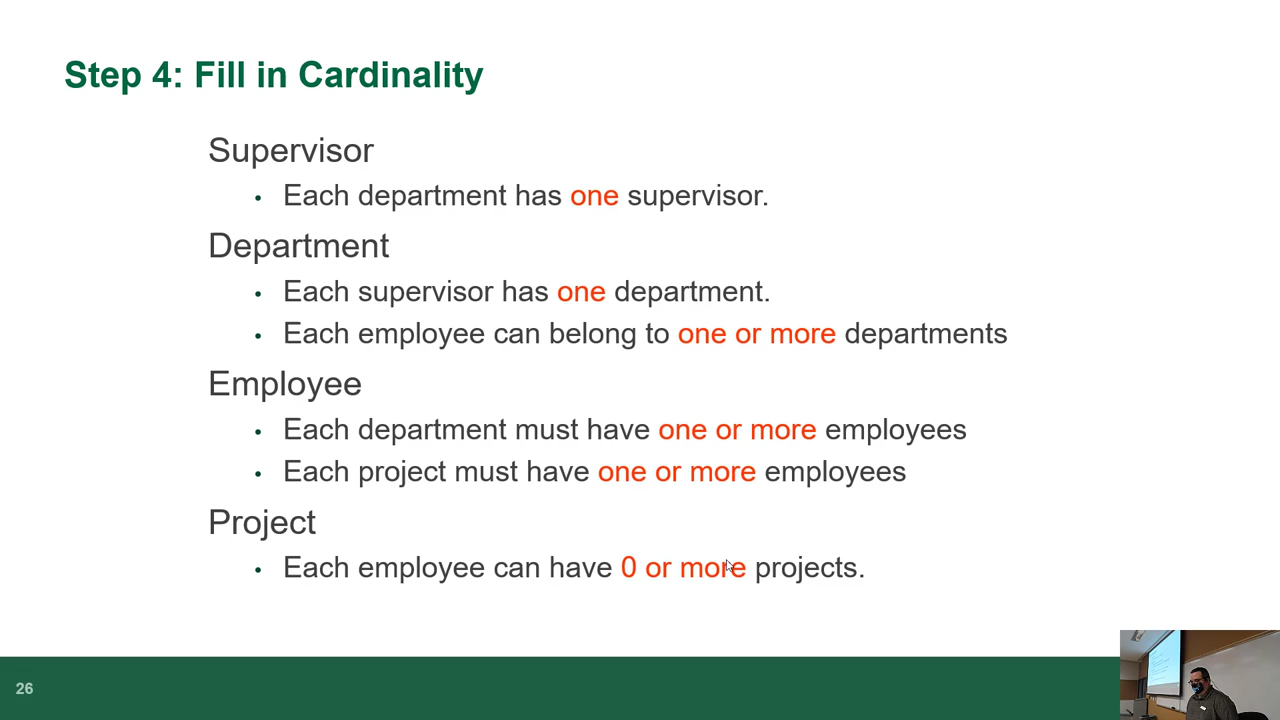 Step 4: Fill in Cardinality
Supervisor
• Each department has one supervisor.
Department
• Each supervisor has one department.
• Each employee can belong to one or more departments
Employee
• Each department must have one or more employees
• Each project must have one or more employees
Project
• Each employee can have 0 or more projects.
26